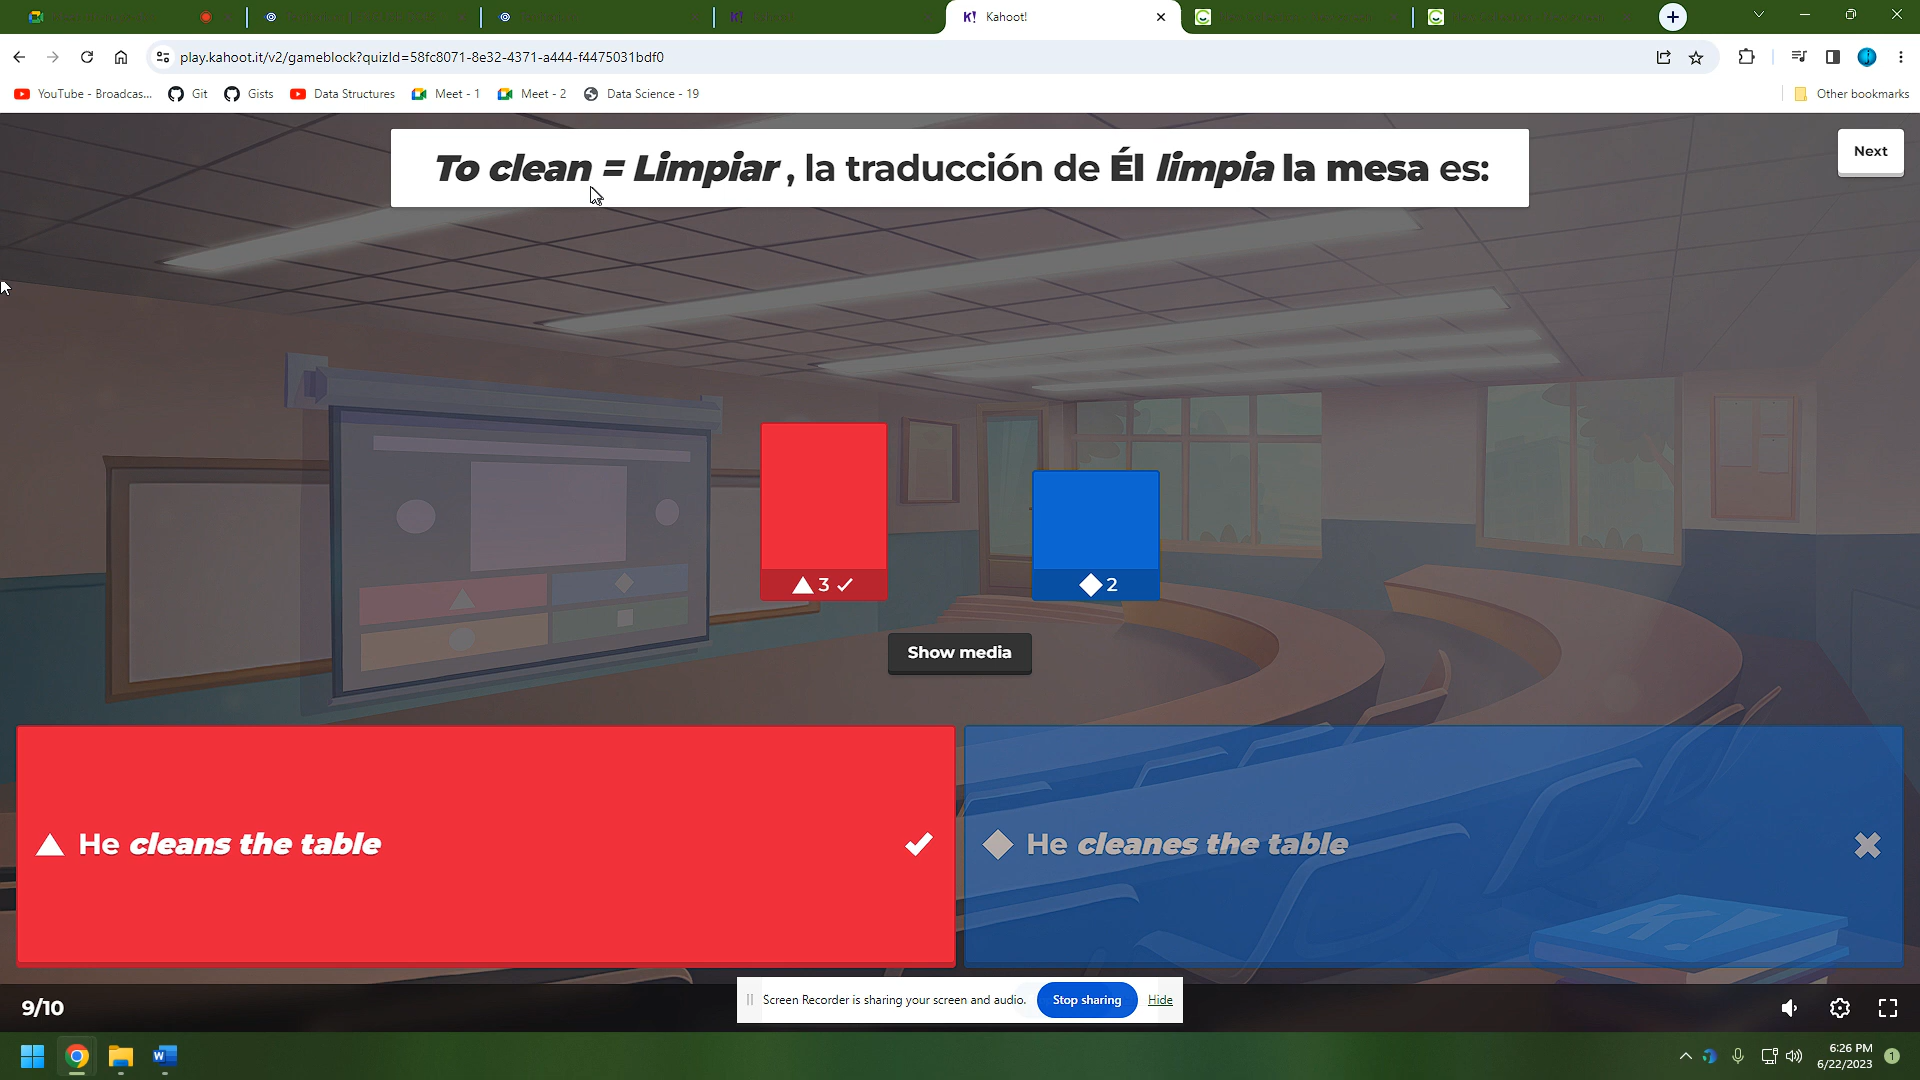 Kahoot!
play.kahoot.it/v2/gameblock?quizId=58fc8071-8e32-4371-a444-f4475031bdf0
YouTube - Broadcas...
Git
Gists
Data Structures
Meet - 1
Meet - 2
Data Science - 19
Other bookmarks
To clean = Limpiar , la traducción de Él limpia la mesa es:
Next
3
2
Show media
He cleans the table
He cleanes the table
9/10
Screen Recorder is sharing your screen and audio.
Stop sharing
Hide
6:26 PM
6/22/2023
1